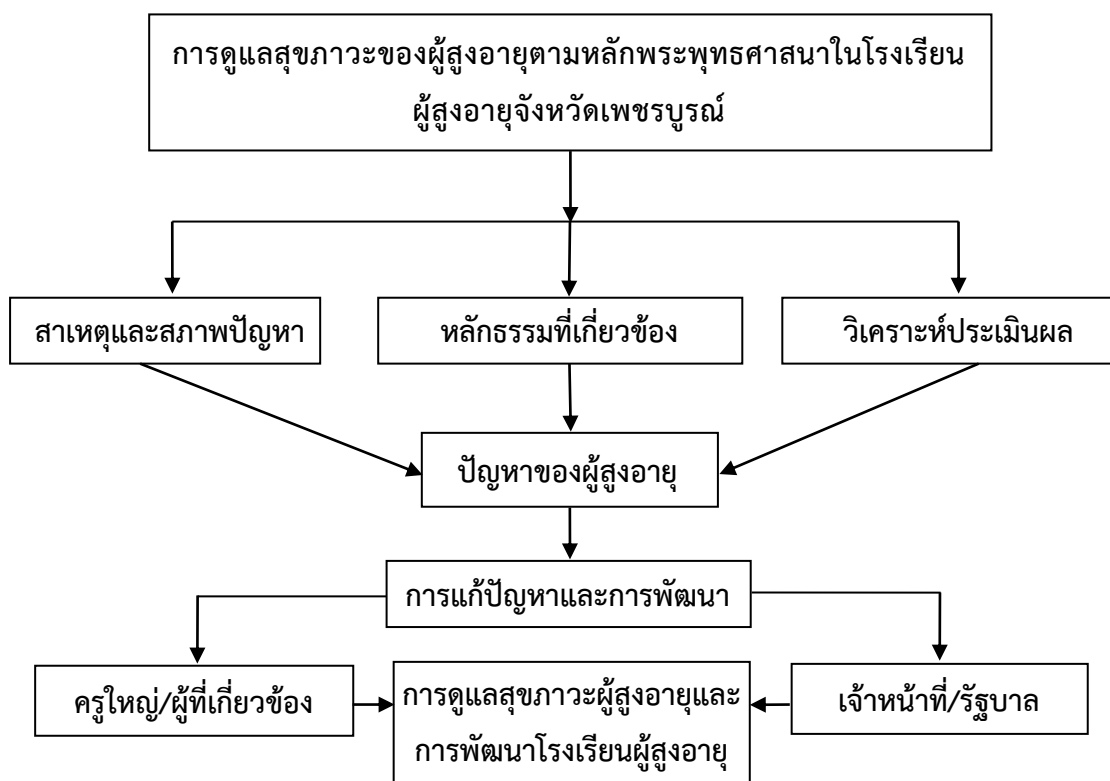 การดูแลสุขภาวะของผู้สูงอายุตามหลักพระพุทธศาสนาในโรงเรียน
ผู้สูงอายุจังหวัดเพชรบูรณ์
สาเหตุและสภาพปัญหา
หลักธรรมที่เกี่ยวข้อง
วิเคราะห์ประเมินผล
ปัญหาของผู้สูงอายุ
การแก้ปัญหาและการพัฒนา
ครูใหญ่/ผู้ที่เกี่ยวข้อง
การดูแลสุขภาวะผู้สูงอายุและ
การพัฒนาโรงเรียนผู้สูงอายุ
เจ้าหน้าที่/รัฐบาล